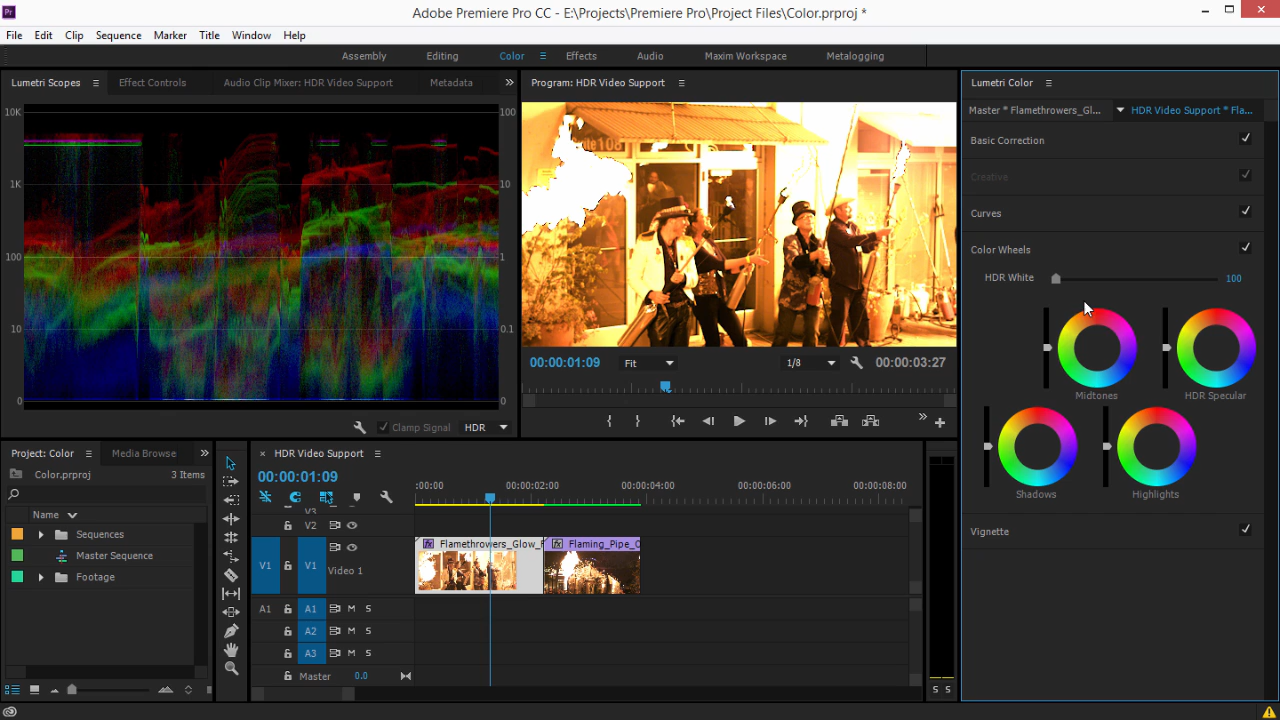 Pr Adobe Premiere Pro CC - E:\Projects\Premiere Pro\Project Files\Color.prproj *
File Edit Clip Sequence Marker Title Window Help
Assembly Editing Color Effects Audio Maxim Workspace Metalogging
Lumetri Scopes Effect Controls Audio Clip Mixer: HDR Video Support Metadata
10K 100
1K 10
100 1
10 0.1
0 0
Clamp Signal HDR
Program: HDR Video Support
108
00:00:01:09 Fit 1/8 00:00:03:27
Lumetri Color
Master * Flamethrowers_Gl... HDR Video Support * Fla...
Basic Correction
Creative
Curves
Color Wheels
HDR White 100
Midtones HDR Specular
Shadows Highlights
Vignette
Project: Color Media Browse
Color.prproj 3 Items
Name
Sequences
Master Sequence
Footage
HDR Video Support
00:00:01:09
:00:00 00:00:02:00 00:00:04:00 00:00:06:00 00:00:08:00
V3
V2
V1 V1 Video 1
fx Flamethrowers_Glow_F fx Flaming_Pipe_O
A1 A1 M S
A2 M S
A3 M S
Master 0.0
S S